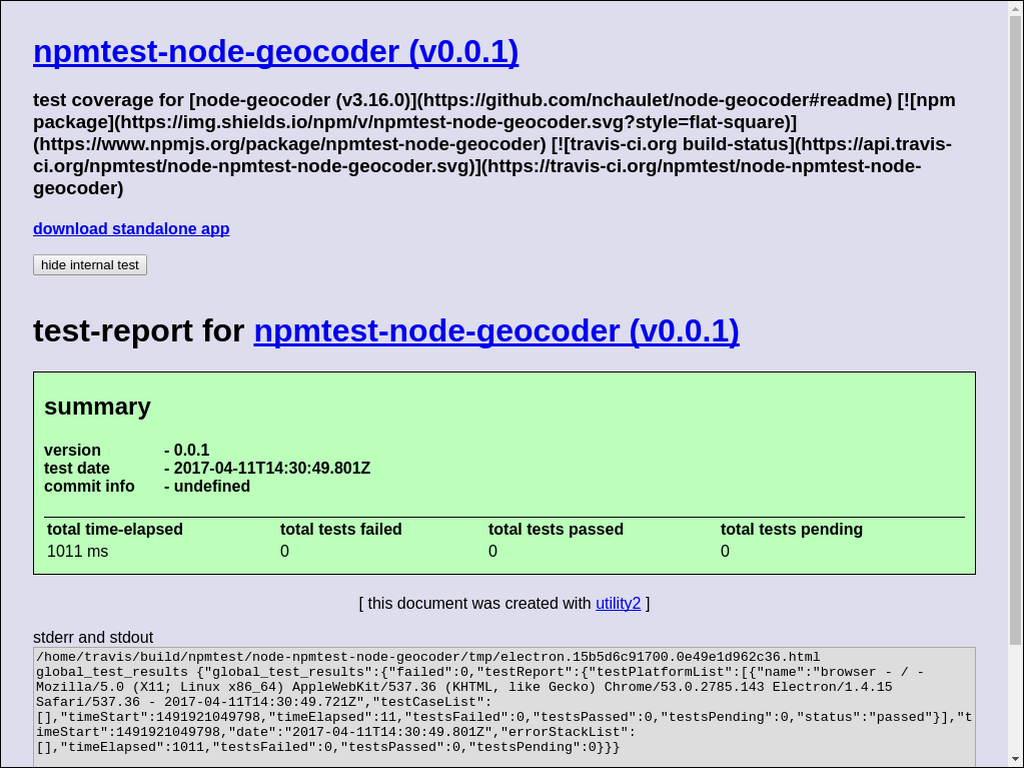 npmtest-node-geocoder (v0.0.1)
test coverage for [node-geocoder (v3.16.0)](https://github.com/nchaulet/node-geocoder#readme) [![npm
package](https://img.shields.io/npm/v/npmtest-node-geocoder.svg?style=flat-square)]
(https://www.npmjs.org/package/npmtest-node-geocoder) [![travis-ci.org build-status](https://api.travis-
ci.org/npmtest/node-npmtest-node-geocoder.svg)](https://travis-ci.org/npmtest/node-npmtest-node-
geocoder)
download standalone app
hide internal test
test-report for npmtest-node-geocoder (v0.0.1)
summary
version - 0.0.1
test date - 2017-04-11T14:30:49.801Z
commit info - undefined
total time-elapsed total tests failed total tests passed total tests pending
1011 ms 0 0 0
[ this document was created with utility2 ]
stderr and stdout
/home/travis/build/npmtest/node-npmtest-node-geocoder/tmp/electron.15b5d6c91700.0e49e1d962c36.html
global_test_results {"global_test_results":{"failed":0,"testReport":{"testPlatformList":[{"name":"browser - / -
Mozilla/5.0 (X11; Linux x86_64) AppleWebKit/537.36 (KHTML, like Gecko) Chrome/53.0.2785.143 Electron/1.4.15
Safari/537.36 - 2017-04-11T14:30:49.721Z","testCaseList":
[],"timeStart":1491921049798,"timeElapsed":11,"testsFailed":0,"testsPassed":0,"testsPending":0,"status":"passed"}],"t
imeStart":1491921049798,"date":"2017-04-11T14:30:49.801Z","errorStackList":
[],"timeElapsed":1011,"testsFailed":0,"testsPassed":0,"testsPending":0}}}